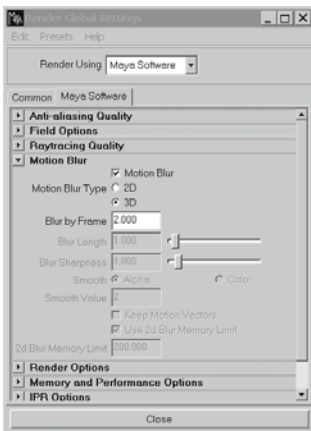 Render Global Settings
Edit Presets Help
Render Using Maya Software
Common Maya Software
Anti-aliasing Quality
Field Options
Raytracing Quality
Motion Blur
Motion Blur
Motion Blur Type 2D
3D
Blur by Frame 2.000
Blur Length 1.000
Blur Sharpness 1.000
Smooth Alpha Color
Smooth Value 2
Keep Motion Vectors
Use 2d Blur Memory Limit
2d Blur Memory Limit 200.000
Render Options
Memory and Performance Options
IPR Options
Close